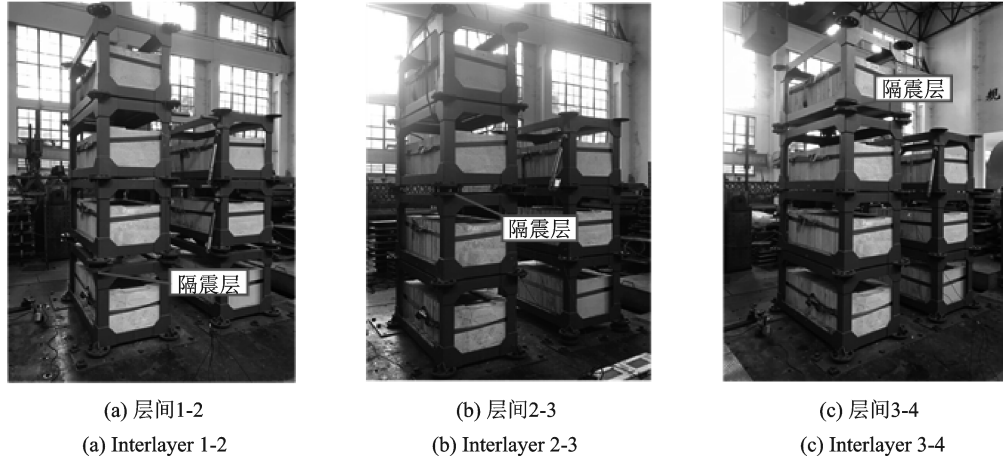 隔震层
隔震层
隔震层
规
(a) 层间1-2
(b) 层间2-3
(c) 层间3-4
(a) Interlayer 1-2
(b) Interlayer 2-3
(c) Interlayer 3-4